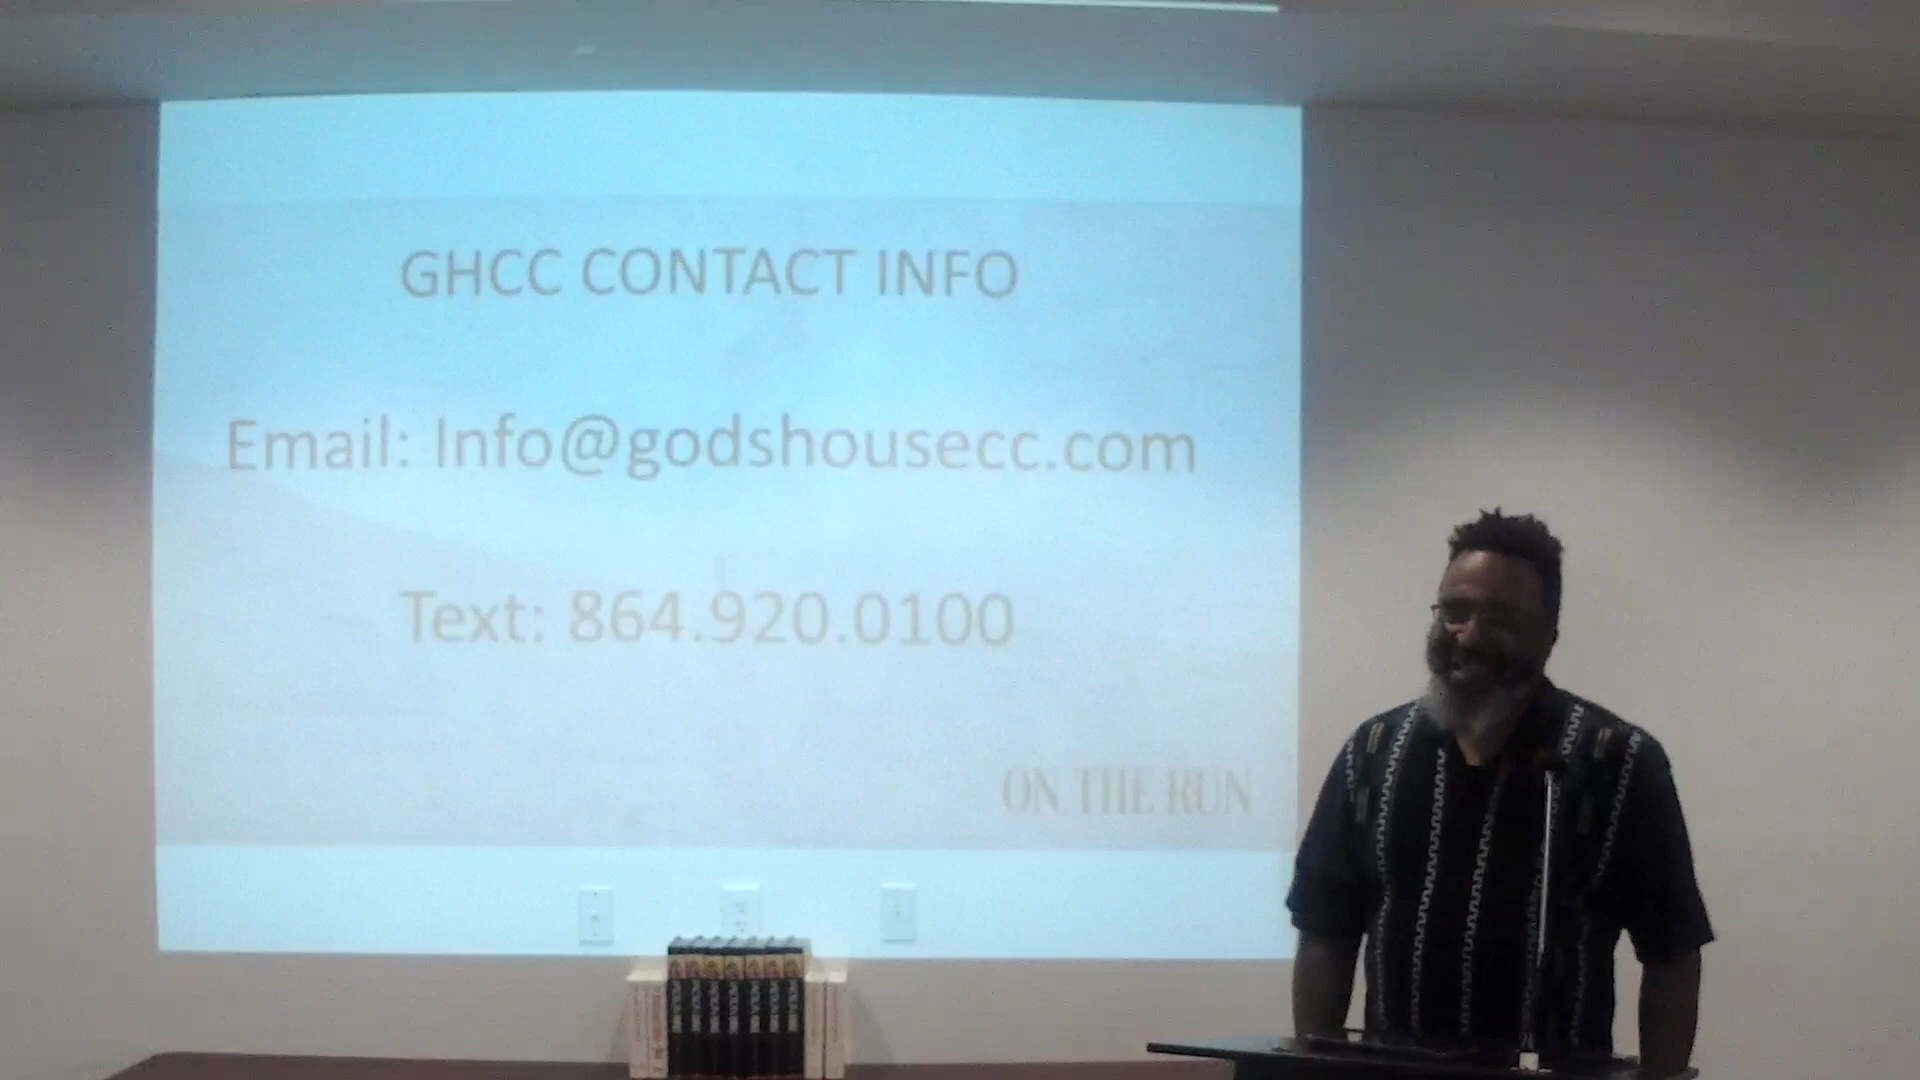 GHCC CONTACT INFO
Email: Info@godshousecc.com
Text: 864.920.0100
ON THE RUN